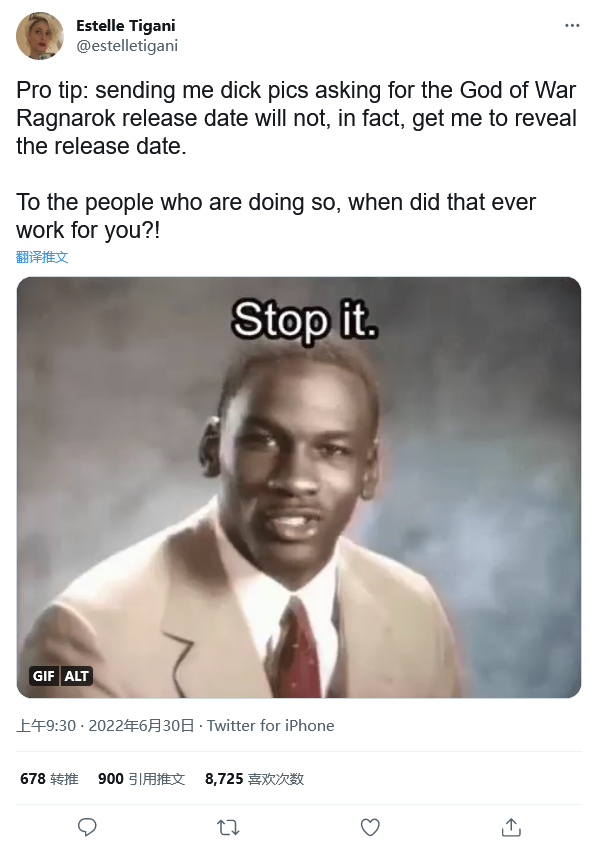 Estelle Tigani
@estelletigani
Pro tip: sending me dick pics asking for the God of War
Ragnarok release date will not, in fact, get me to reveal
the release date.
To the people who are doing so, when did that ever
work for you?!
翻译推文
Stop it.
GIF ALT
上午9:30 · 2022年6月30日 · Twitter for iPhone
678 转推 900 引用推文 8,725 喜欢次数